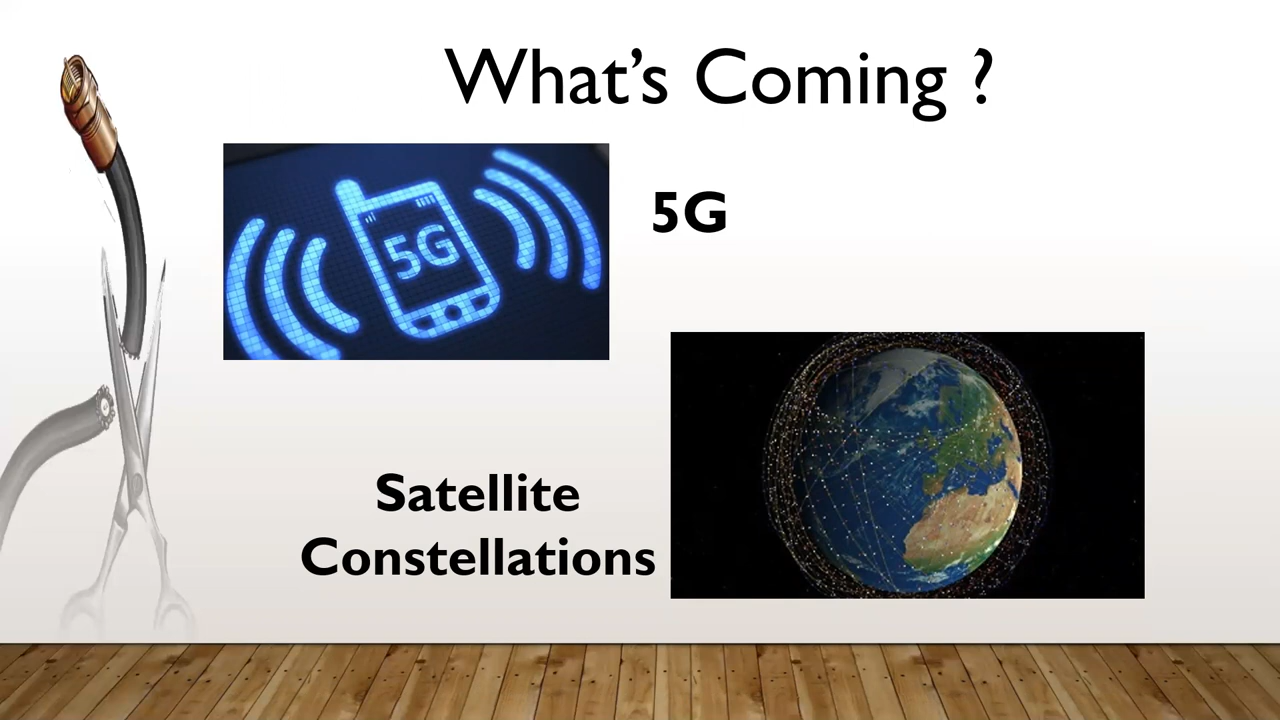 What’s Coming ?
5G
5G
Satellite
Constellations